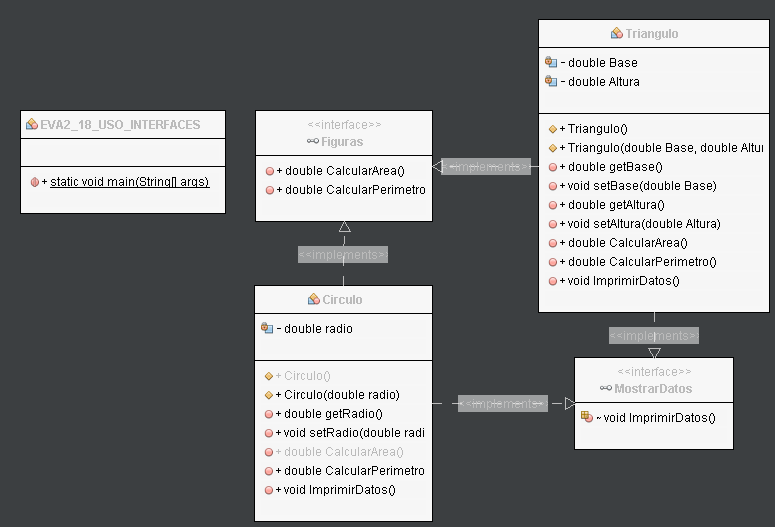 EVA2_18_USO_INTERFACES
+ static void main(String[] args)
<<interface>>
Figuras
+ double CalcularArea()
+ double CalcularPerimetro
<<implements>>
Triangulo
- double Base
- double Altura
+ Triangulo()
+ Triangulo(double Base, double Altur
+ double getBase()
+ void setBase(double Base)
+ double getAltura()
+ void setAltura(double Altura)
+ double CalcularArea()
+ double CalcularPerimetro()
+ void ImprimirDatos()
<<implements>>
Circulo
- double radio
+ Circulo()
+ Circulo(double radio)
+ double getRadio()
+ void setRadio(double radi
+ double CalcularArea()
+ double CalcularPerimetro
+ void ImprimirDatos()
<<implements>>
<<implements>>
<<interface>>
MostrarDatos
~ void ImprimirDatos()